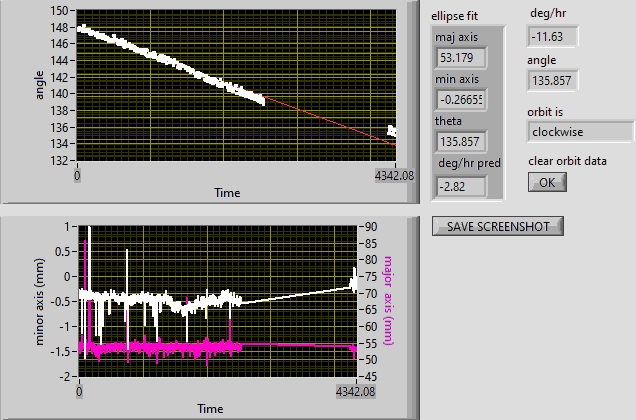 150
148
146
144
142
140
138
136
134
132
angle
0
4342.08
Time
ellipse fit
maj axis
53.179
min axis
-0.26655
theta
135.857
deg/hr pred
-2.82
deg/hr
-11.63
angle
135.857
orbit is
clockwise
clear orbit data
OK
SAVE SCREENSHOT
1
0.5
0
-0.5
-1
-1.5
-2
minor axis (mm)
90
85
80
75
70
65
60
55
50
45
major axis (mm)
0
4342.08
Time